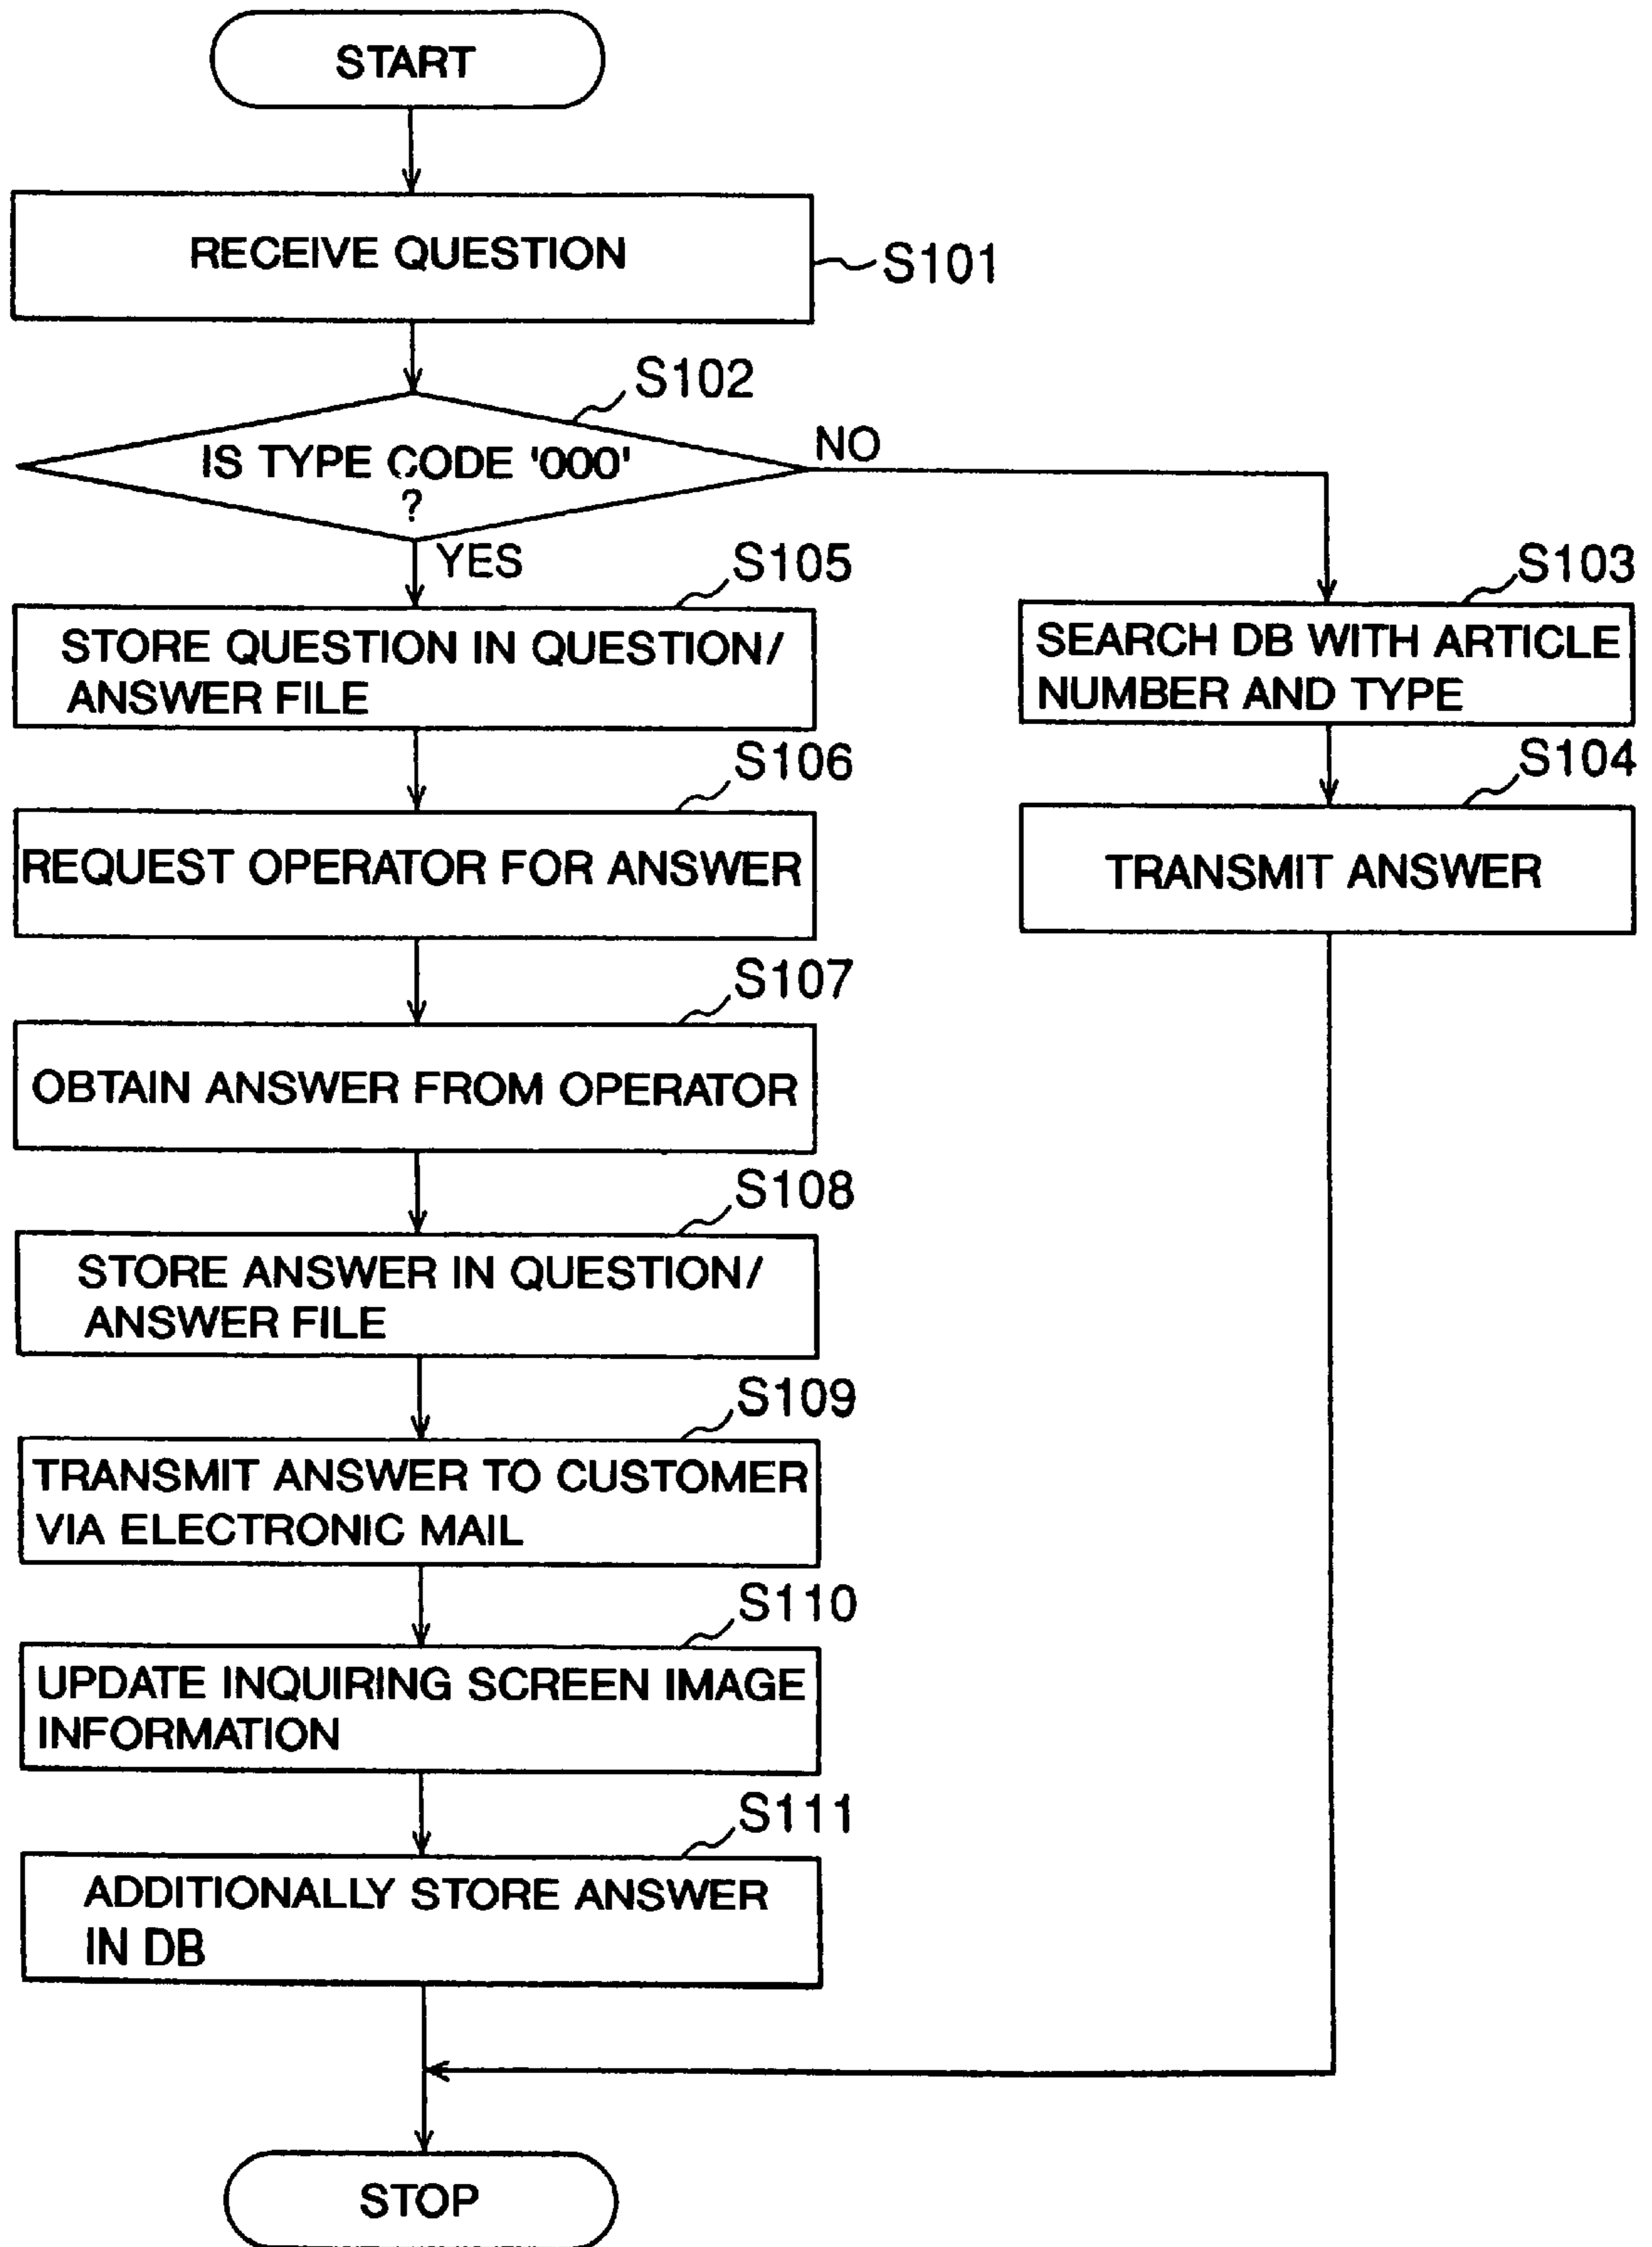 START
RECEIVE QUESTION
S101
S102
IS TYPE CODE '000'
?
NO
YES
S105
STORE QUESTION IN QUESTION/
ANSWER FILE
S103
SEARCH DB WITH ARTICLE
NUMBER AND TYPE
S106
REQUEST OPERATOR FOR ANSWER
S104
TRANSMIT ANSWER
S107
OBTAIN ANSWER FROM OPERATOR
S108
STORE ANSWER IN QUESTION/
ANSWER FILE
S109
TRANSMIT ANSWER TO CUSTOMER
VIA ELECTRONIC MAIL
S110
UPDATE INQUIRING SCREEN IMAGE
INFORMATION
S111
ADDITIONALLY STORE ANSWER
IN DB
STOP